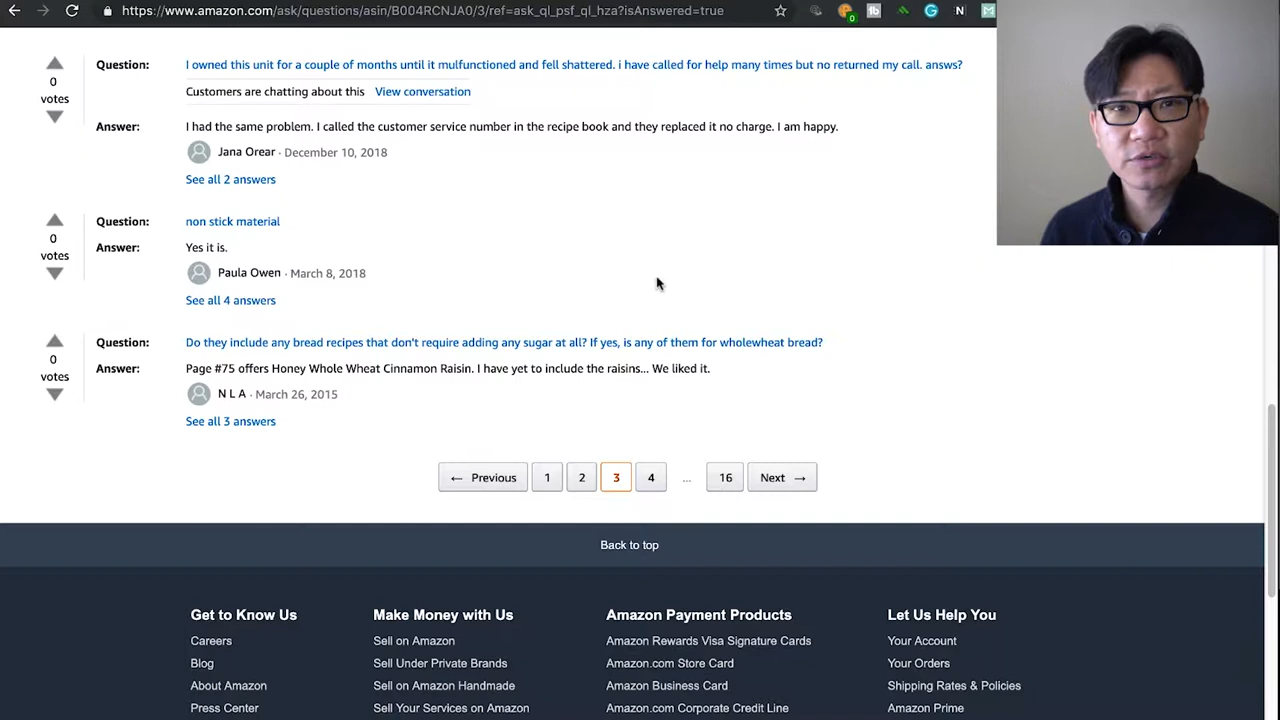 https://www.amazon.com/ask/questions/asin/B004RCNJA0/3/ref=ask_ql_psf_ql_hza?isAnswered=true
0
votes
Question: I owned this unit for a couple of months until it mulfunctioned and fell shattered. i have called for help many times but no returned my call. answs?
Customers are chatting about this View conversation
Answer: I had the same problem. I called the customer service number in the recipe book and they replaced it no charge. I am happy.
Jana Orear · December 10, 2018
See all 2 answers
0
votes
Question: non stick material
Answer: Yes it is.
Paula Owen · March 8, 2018
See all 4 answers
0
votes
Question: Do they include any bread recipes that don't require adding any sugar at all? If yes, is any of them for wholewheat bread?
Answer: Page #75 offers Honey Whole Wheat Cinnamon Raisin. I have yet to include the raisins... We liked it.
N L A · March 26, 2015
See all 3 answers
← Previous 1 2 3 4 ... 16 Next →
Back to top
Get to Know Us Make Money with Us Amazon Payment Products Let Us Help You
Careers Sell on Amazon Amazon Rewards Visa Signature Cards Your Account
Blog Sell Under Private Brands Amazon.com Store Card Your Orders
About Amazon Sell on Amazon Handmade Amazon Business Card Shipping Rates & Policies
Press Center Sell Your Services on Amazon Amazon.com Corporate Credit Line Amazon Prime